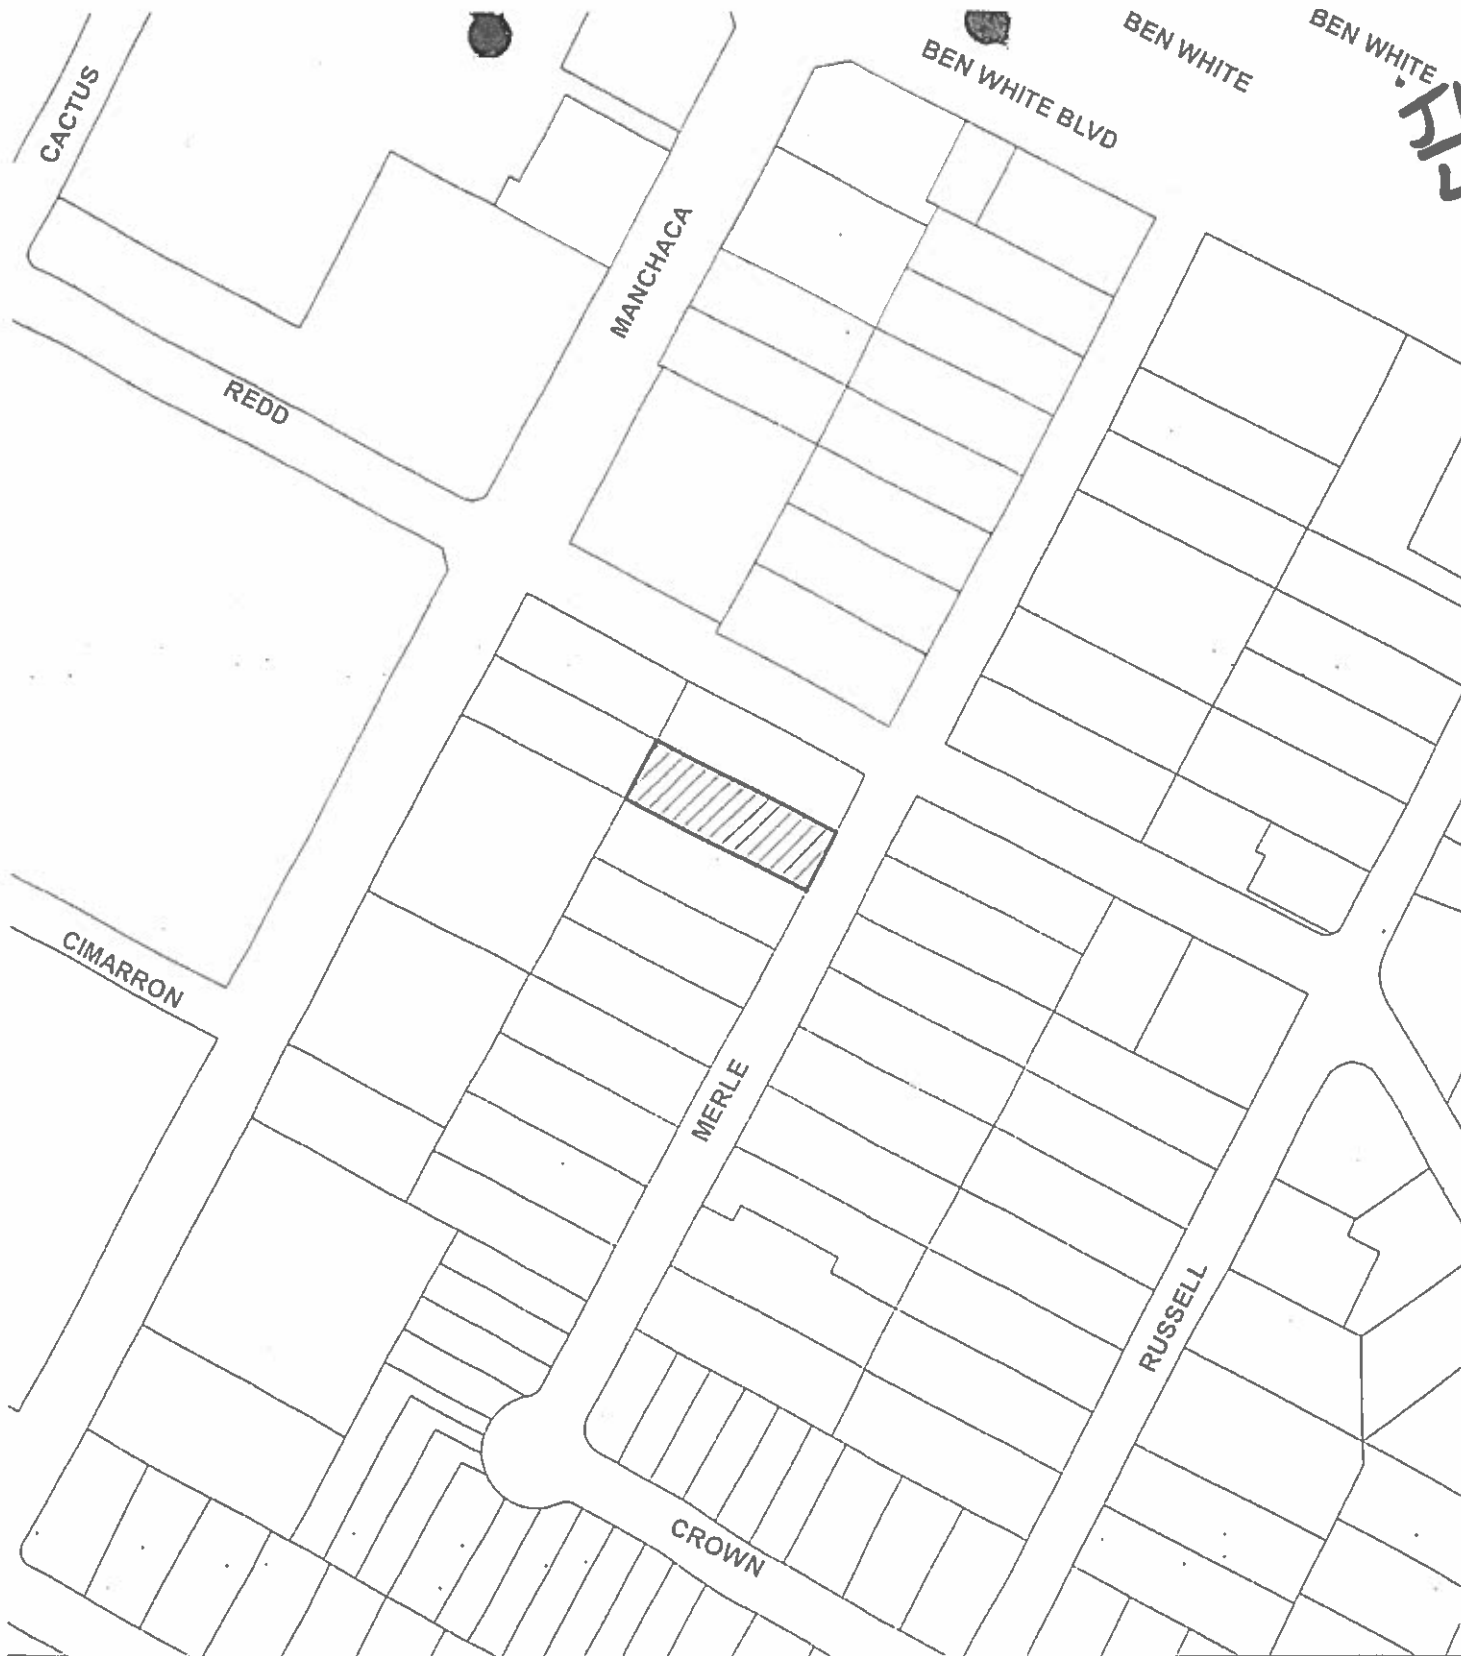 BEN WHITE
BEN WHITE
BEN WHITE BLVD
CACTUS
MANCHACA
REDD
CIMARRON
MERLE
RUSSELL
CROWN